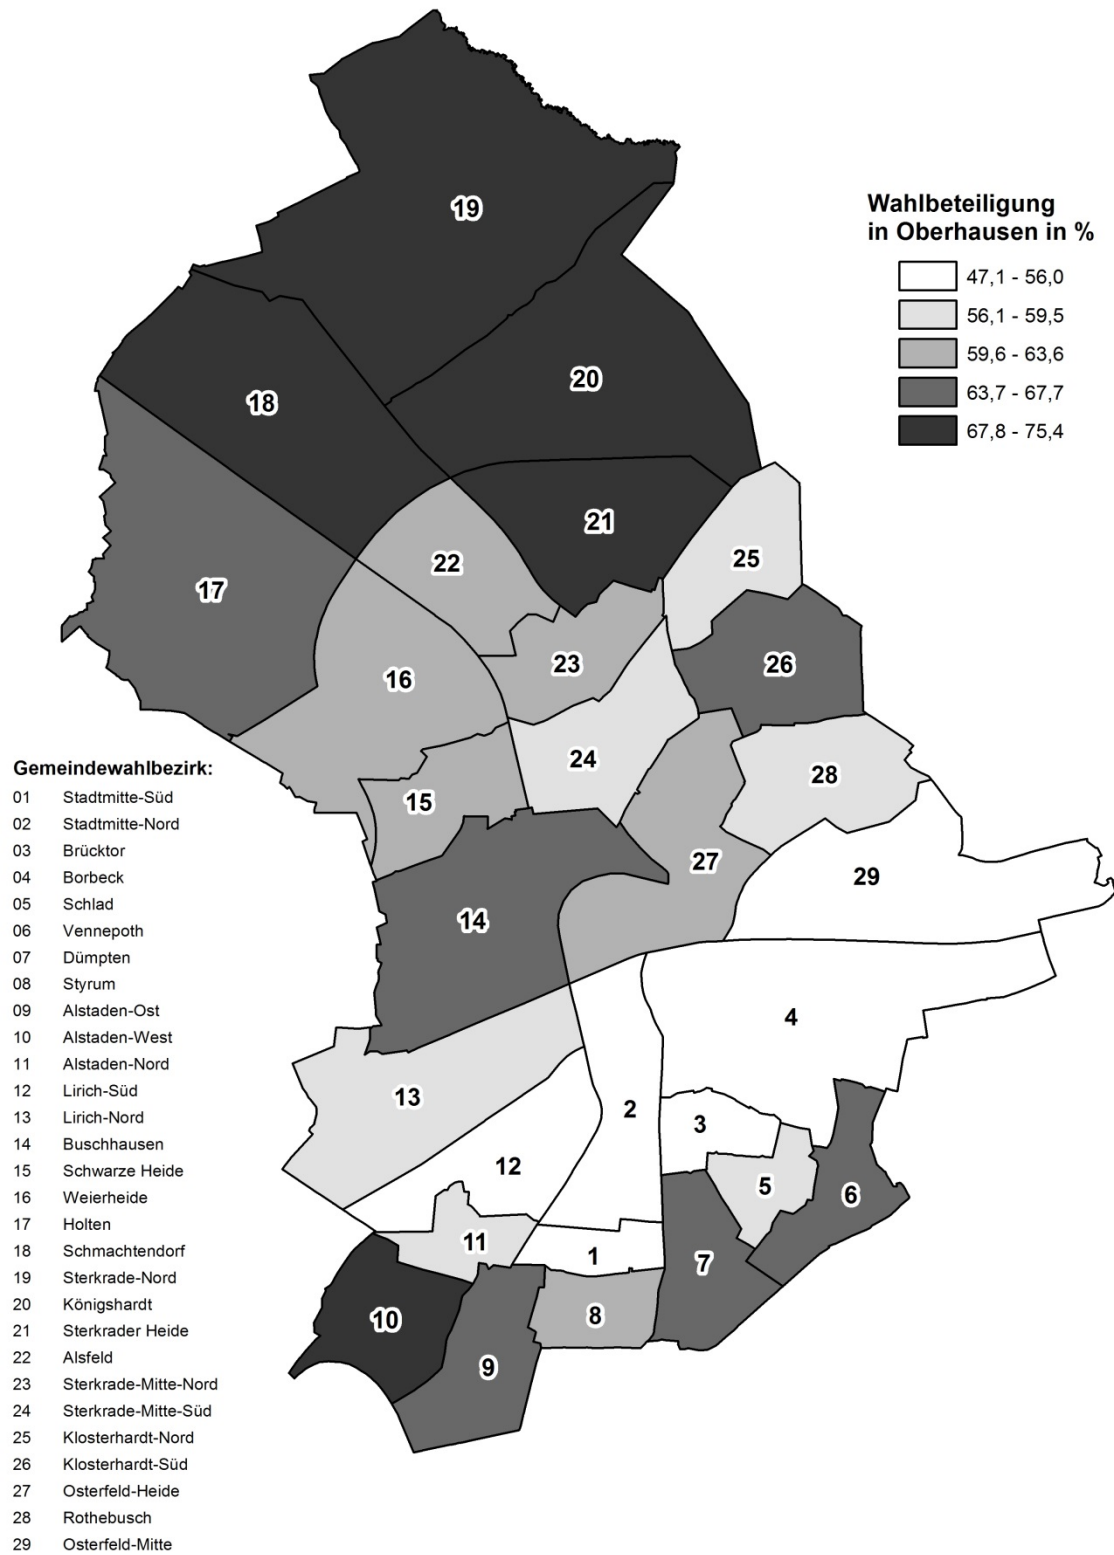 19
Wahlbeteiligung
in Oberhausen in %
47,1 - 56,0
56,1 - 59,5
59,6 - 63,6
63,7 - 67,7
67,8 - 75,4
20
18
21
25
22
17
23
26
16
24
28
15
27
29
14
4
13
2
3
12
5
6
11
1
7
10
8
9
Gemeindewahlbezirk:
01 Stadtmitte-Süd
02 Stadtmitte-Nord
03 Brücktor
04 Borbeck
05 Schlad
06 Vennepoth
07 Dümpten
08 Styrum
09 Alstaden-Ost
10 Alstaden-West
11 Alstaden-Nord
12 Lirich-Süd
13 Lirich-Nord
14 Buschhausen
15 Schwarze Heide
16 Weierheide
17 Holten
18 Schmachtendorf
19 Sterkrade-Nord
20 Königshardt
21 Sterkrader Heide
22 Alsfeld
23 Sterkrade-Mitte-Nord
24 Sterkrade-Mitte-Süd
25 Klosterhardt-Nord
26 Klosterhardt-Süd
27 Osterfeld-Heide
28 Rothebusch
29 Osterfeld-Mitte